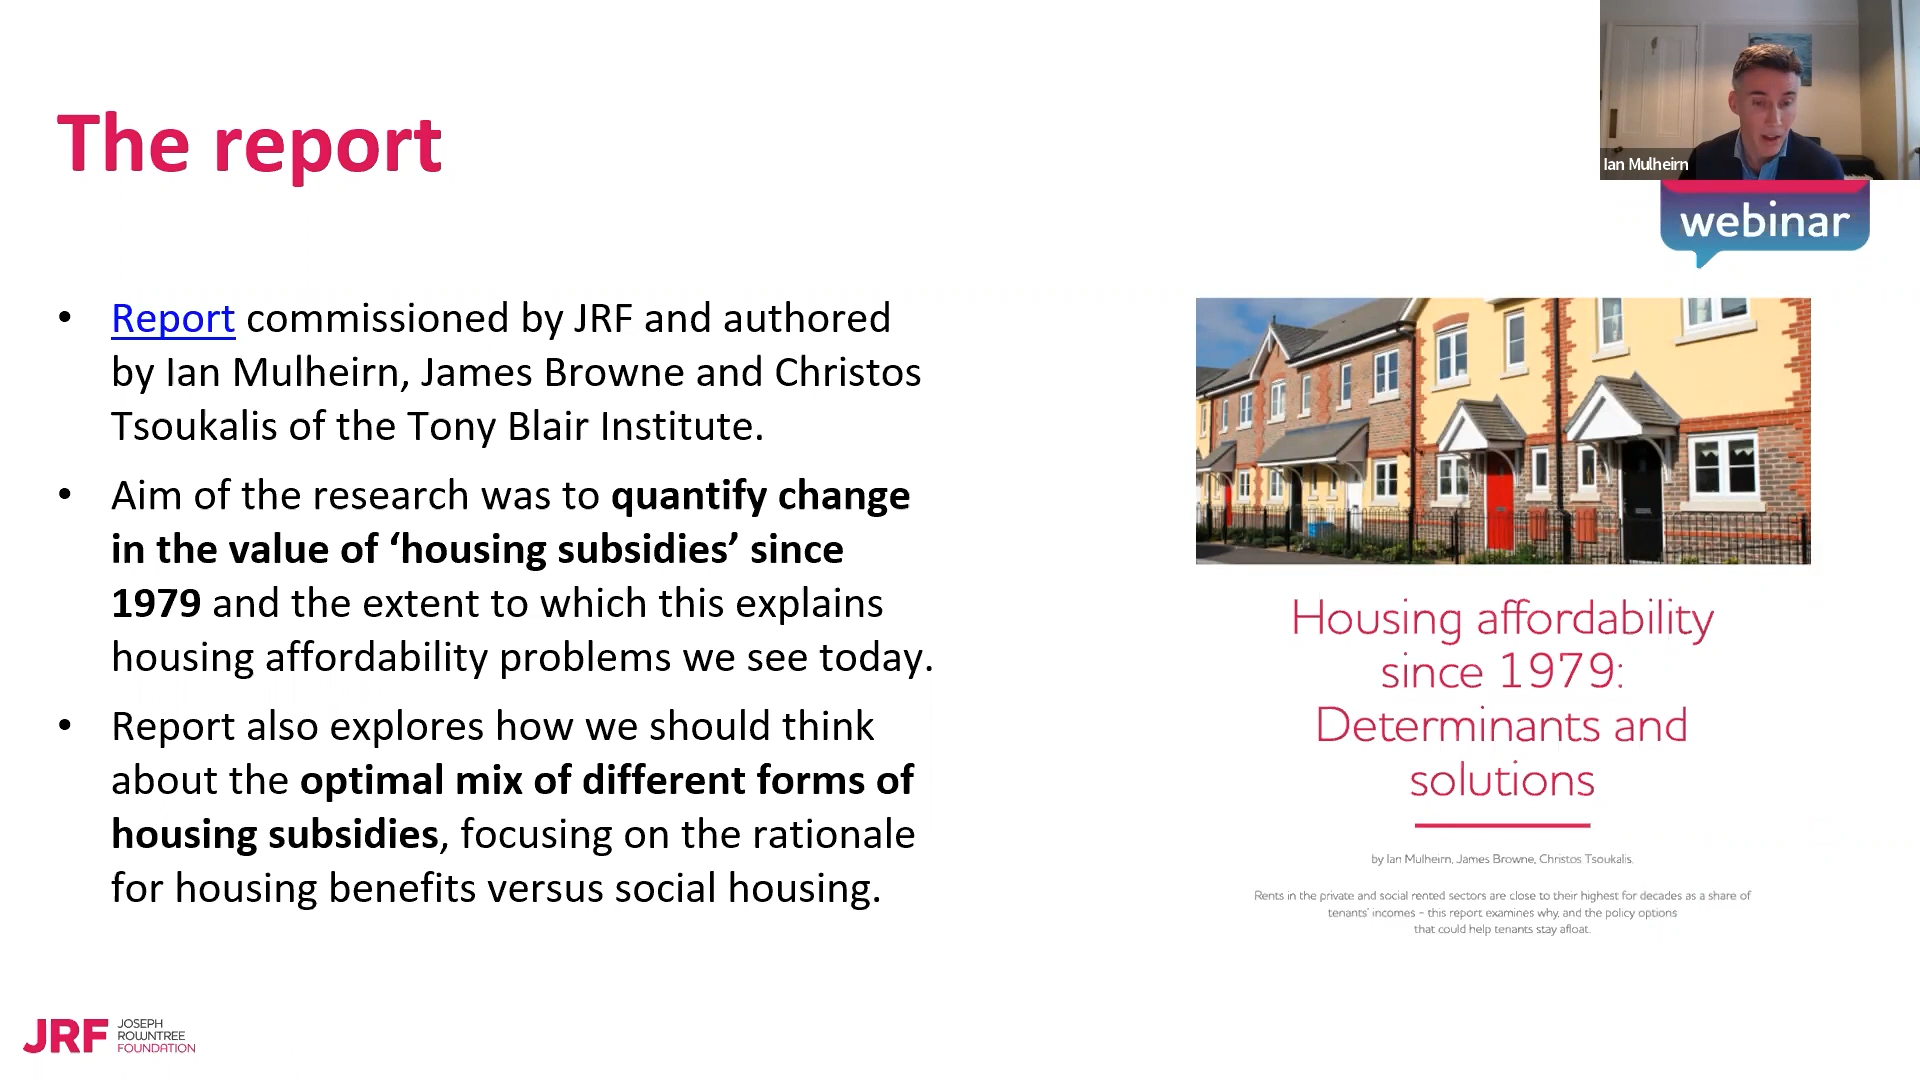 The report
Ian Mulheirn
webinar
• Report commissioned by JRF and authored
by Ian Mulheirn, James Browne and Christos
Tsoukalis of the Tony Blair Institute.
• Aim of the research was to quantify change
in the value of ‘housing subsidies’ since
1979 and the extent to which this explains
housing affordability problems we see today.
• Report also explores how we should think
about the optimal mix of different forms of
housing subsidies, focusing on the rationale
for housing benefits versus social housing.
Housing affordability
since 1979:
Determinants and
solutions
by Ian Mulheirn, James Browne, Christos Tsoukalis.
Rents in the private and social rented sectors are close to their highest for decades as a share of
tenants' incomes – this report examines why, and the policy options
that could help tenants stay afloat.
JRF
JOSEPH
ROWNTREE
FOUNDATION